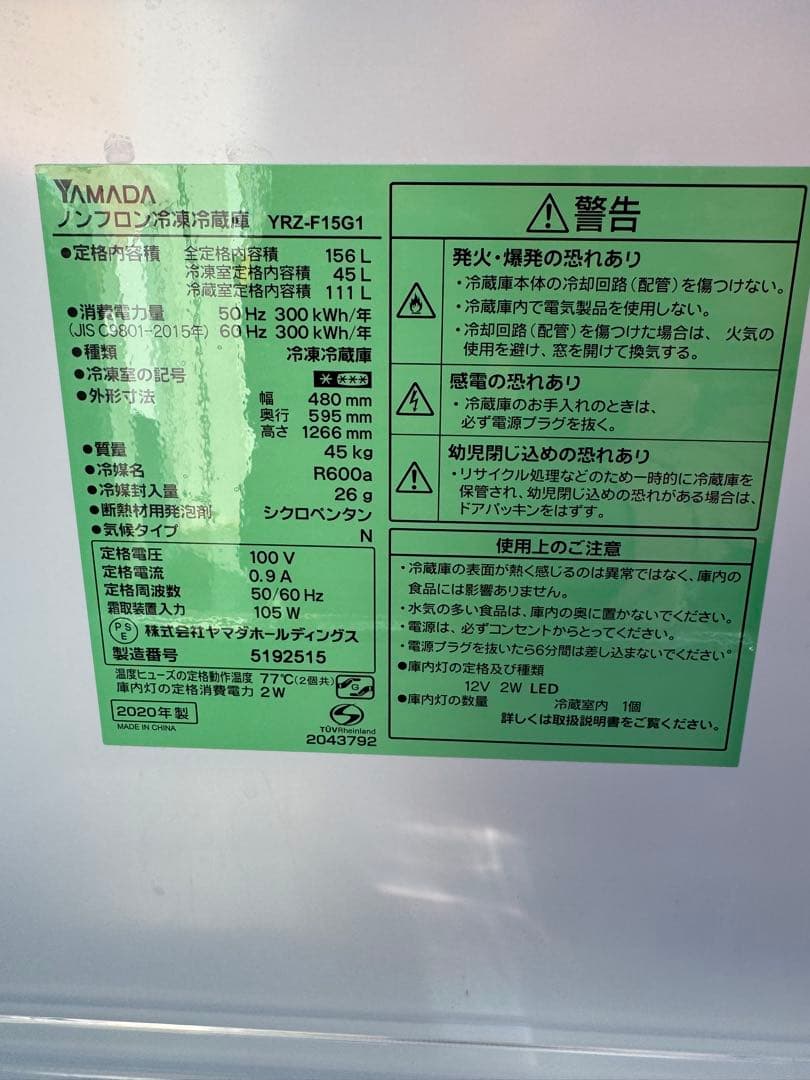 YAMADA
ノンフロン冷凍冷蔵庫 YRZ-F15G1
●定格内容積 全定格内容積 156 L
冷凍室定格内容積 45 L
冷蔵室定格内容積 111 L
●消費電力量 50 Hz 300 kWh/年
(JIS C9801-2015年) 60 Hz 300 kWh/年
●種類 冷凍冷蔵庫
●冷凍室の記号 * ***
●外形寸法 幅 480 mm
奥行 595 mm
高さ 1266 mm
●質量 45 kg
●冷媒名 R600a
●冷媒封入量 26 g
●断熱材用発泡剤 シクロペンタン
●気候タイプ N
定格電圧 100 V
定格電流 0.9 A
定格周波数 50/60 Hz
霜取装置入力 105 W
PSE 株式会社ヤマダホールディングス
製造番号 5192515
温度ヒューズの定格動作温度 77℃(2個共)
庫内灯の定格消費電力 2 W
G
2020年製
MADE IN CHINA
TÜVRheinland
2043792
警告
発火・爆発の恐れあり
・冷蔵庫本体の冷却回路(配管)を傷つけない。
・冷蔵庫内で電気製品を使用しない。
・冷却回路(配管)を傷つけた場合は、火気の
使用を避け、窓を開けて換気する。
感電の恐れあり
・冷蔵庫のお手入れのときは、
必ず電源プラグを抜く。
幼児閉じ込めの恐れあり
・リサイクル処理などのため一時的に冷蔵庫を
保管され、幼児閉じ込めの恐れがある場合は、
ドアパッキンをはずす。
使用上のご注意
・冷蔵庫の表面が熱く感じるのは異常ではなく、庫内の
食品には影響ありません。
・水気の多い食品は、庫内の奥に置かないでください。
・電源は、必ずコンセントからとってください。
・電源プラグを抜いたら6分間は差し込まないでください。
●庫内灯の定格及び種類
12V 2W LED
●庫内灯の数量 冷蔵室内 1個
詳しくは取扱説明書をご覧ください。